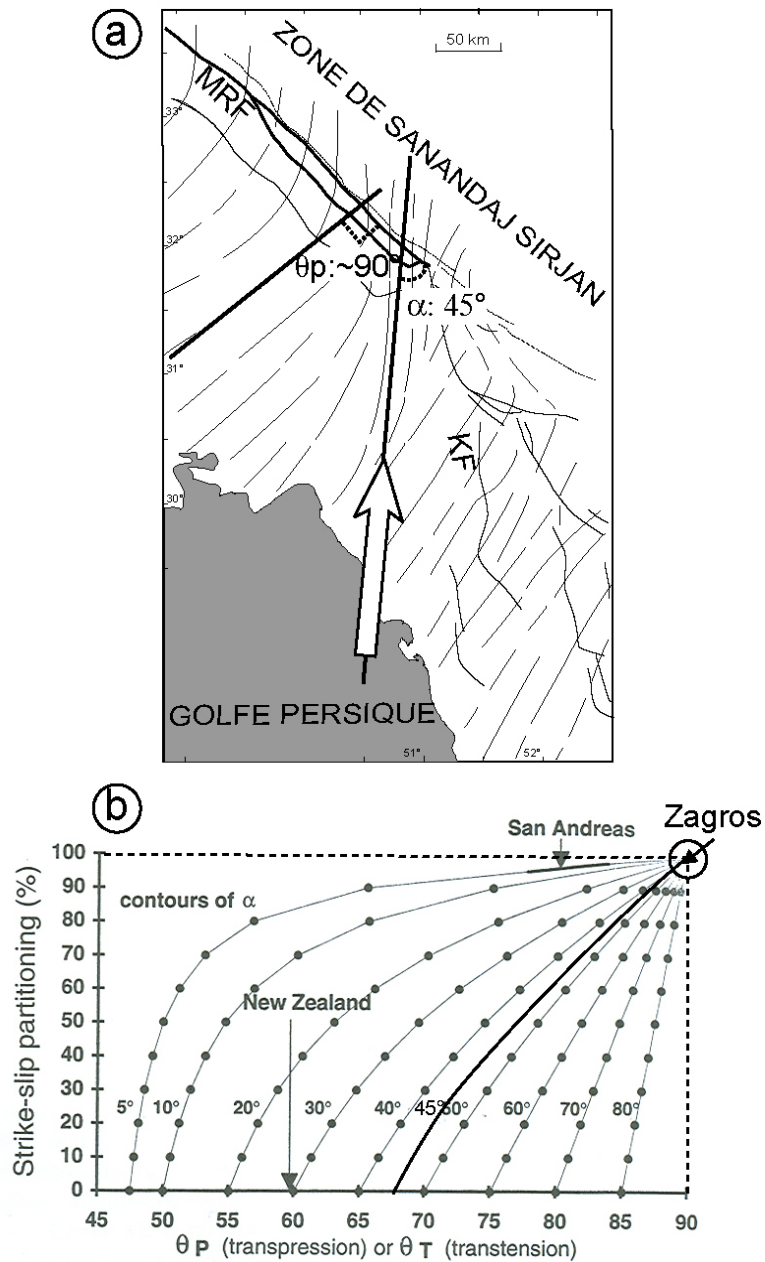 a
50 km
ZONE DE SANANDAJ SIRJAN
MRF
33°
32°
θp:~90
α: 45°
31°
KF
30°
GOLFE PERSIQUE
51°
52°
b
Zagros
San Andreas
100
90
80
70
60
50
40
30
20
10
0
Strike-slip partitioning (%)
contours of α
New Zealand
5° 10° 20° 30° 40° 45° 50° 60° 70° 80°
45 50 55 60 65 70 75 80 85 90
θ P (transpression) or θ T (transtension)